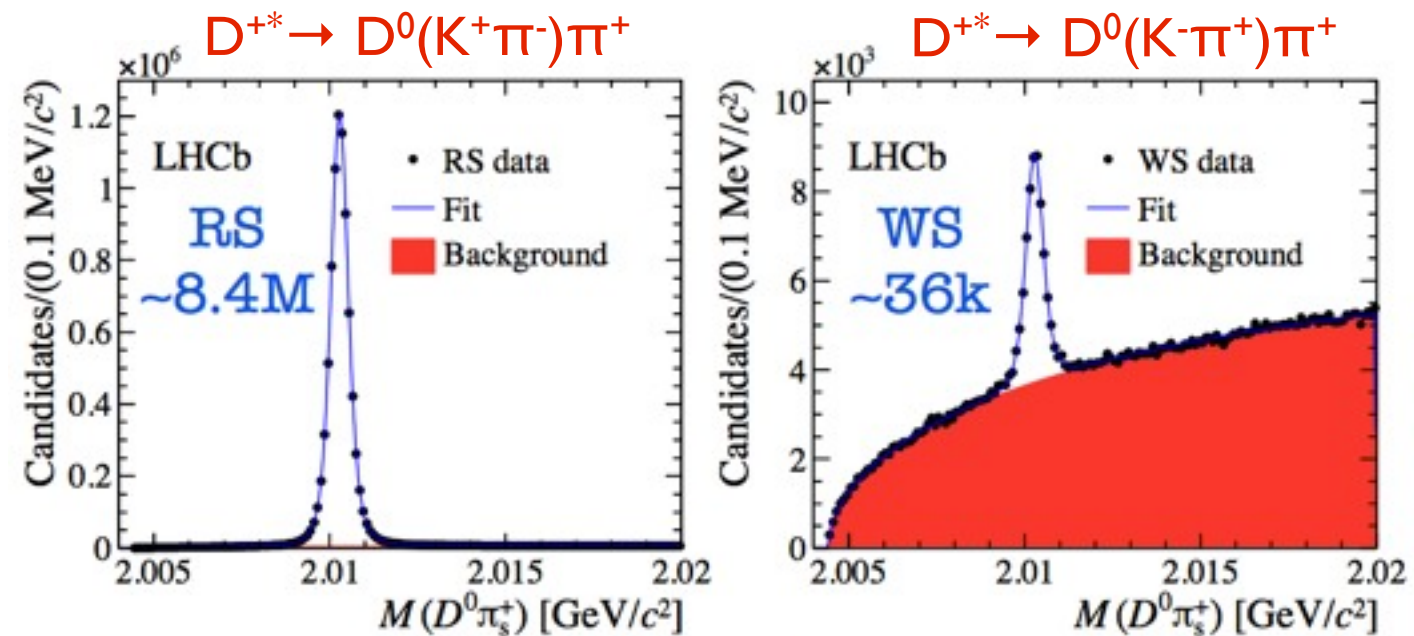 D⁺*→ D⁰(K⁺π⁻)π⁺
×10⁶
Candidates/(0.1 MeV/c²)
1.2
1
0.8
0.6
0.4
0.2
0
LHCb
RS
~8.4M
RS data
Fit
Background
2.005
2.01
2.015
2.02
M(D⁰πₛ⁺) [GeV/c²]
D⁺*→ D⁰(K⁻π⁺)π⁺
×10³
Candidates/(0.1 MeV/c²)
10
8
6
4
2
0
LHCb
WS
~36k
WS data
Fit
Background
2.005
2.01
2.015
2.02
M(D⁰πₛ⁺) [GeV/c²]